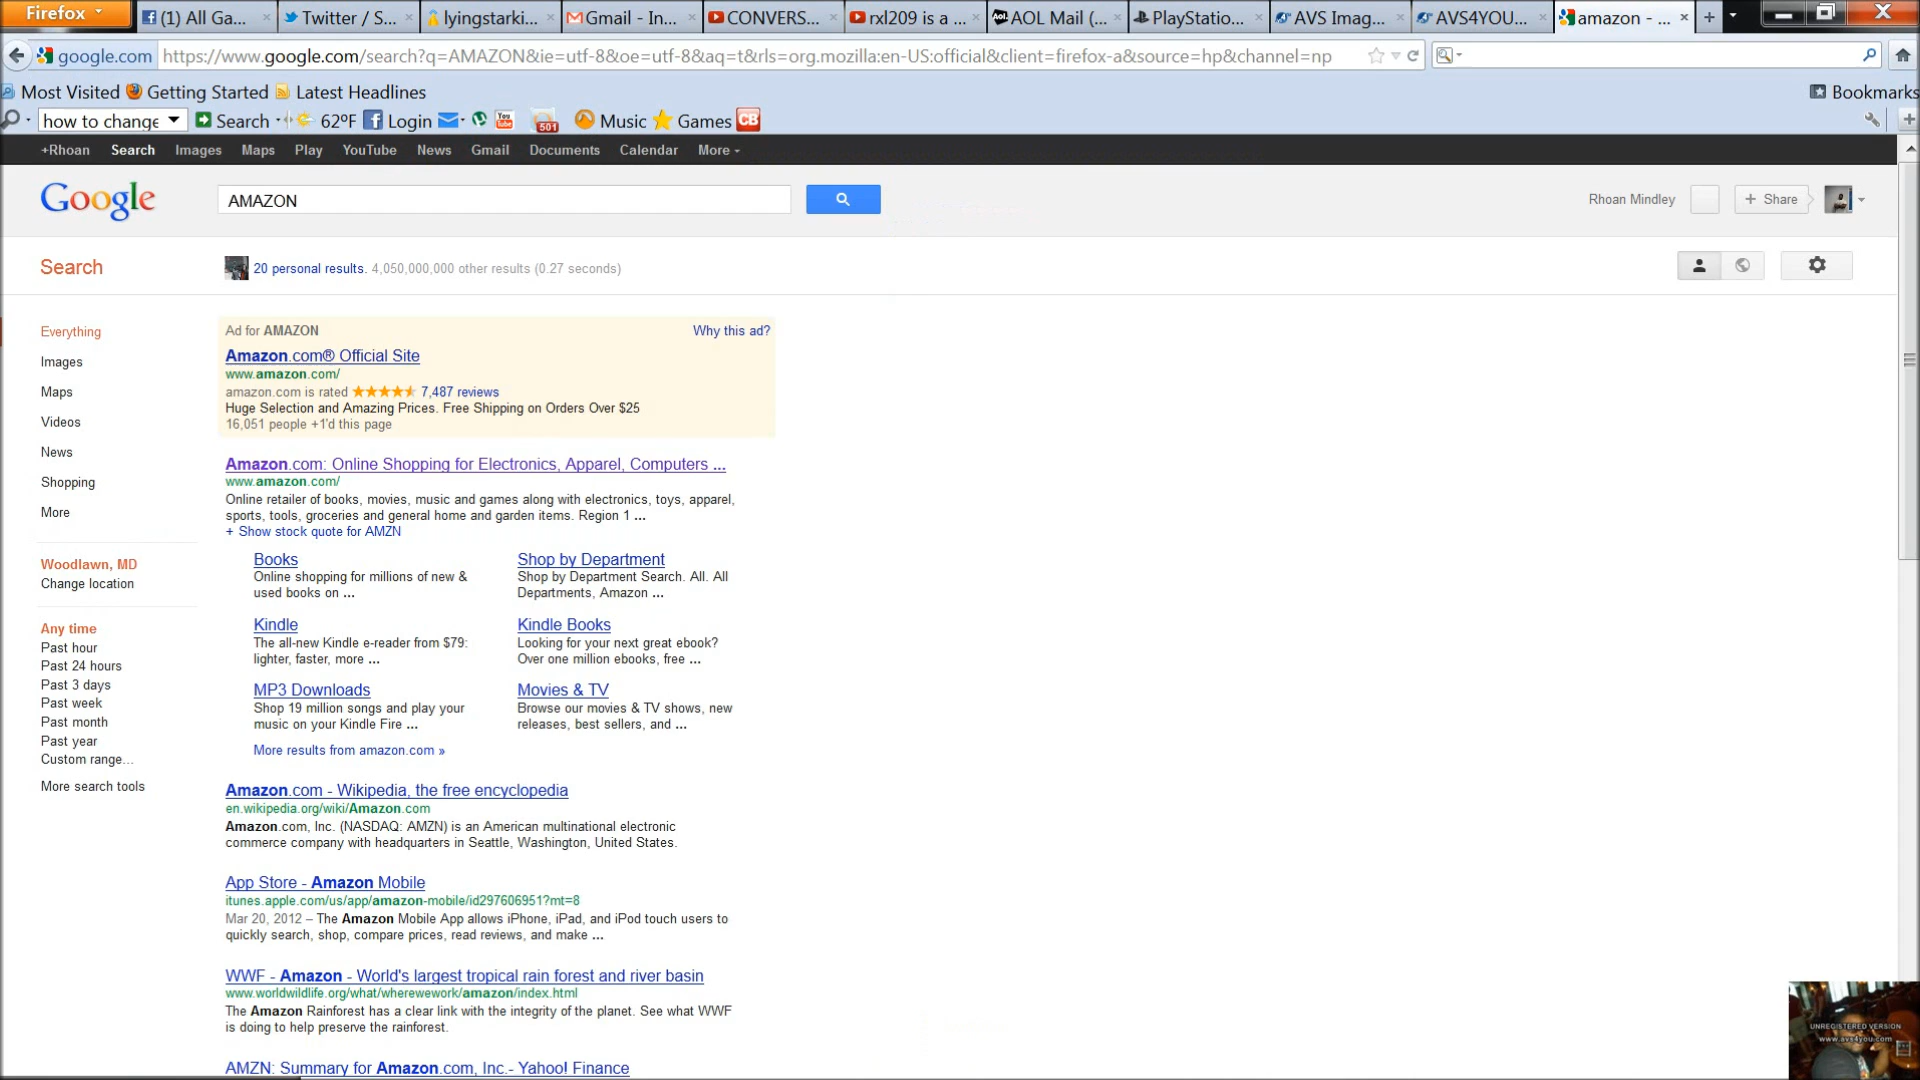 Firefox
(1) All Ga...
Twitter / S...
lyingstarki...
Gmail - In...
CONVERS...
rxl209 is a ...
Aol. AOL Mail (...
PlayStatio...
AVS Imag...
AVS4YOU...
amazon - ...
google.com
https://www.google.com/search?q=AMAZON&ie=utf-8&oe=utf-8&aq=t&rls=org.mozilla:en-US:official&client=firefox-a&source=hp&channel=np
Most Visited Getting Started Latest Headlines
Bookmarks
how to change Search 62°F Login You Tube 501 Music Games CB
+Rhoan Search Images Maps Play YouTube News Gmail Documents Calendar More
Google
AMAZON
Rhoan Mindley
+ Share
Search
20 personal results. 4,050,000,000 other results (0.27 seconds)
Everything
Images
Maps
Videos
News
Shopping
More
Woodlawn, MD
Change location
Any time
Past hour
Past 24 hours
Past 3 days
Past week
Past month
Past year
Custom range...
More search tools
Ad for AMAZON
Why this ad?
Amazon.com® Official Site
www.amazon.com/
amazon.com is rated 7,487 reviews
Huge Selection and Amazing Prices. Free Shipping on Orders Over $25
16,051 people +1'd this page
Amazon.com: Online Shopping for Electronics, Apparel, Computers ...
www.amazon.com/
Online retailer of books, movies, music and games along with electronics, toys, apparel,
sports, tools, groceries and general home and garden items. Region 1 ...
+ Show stock quote for AMZN
Books
Online shopping for millions of new &
used books on ...
Shop by Department
Shop by Department Search. All. All
Departments, Amazon ...
Kindle
The all-new Kindle e-reader from $79:
lighter, faster, more ...
Kindle Books
Looking for your next great ebook?
Over one million ebooks, free ...
MP3 Downloads
Shop 19 million songs and play your
music on your Kindle Fire ...
Movies & TV
Browse our movies & TV shows, new
releases, best sellers, and ...
More results from amazon.com »
Amazon.com - Wikipedia, the free encyclopedia
en.wikipedia.org/wiki/Amazon.com
Amazon.com, Inc. (NASDAQ: AMZN) is an American multinational electronic
commerce company with headquarters in Seattle, Washington, United States.
App Store - Amazon Mobile
itunes.apple.com/us/app/amazon-mobile/id297606951?mt=8
Mar 20, 2012 – The Amazon Mobile App allows iPhone, iPad, and iPod touch users to
quickly search, shop, compare prices, read reviews, and make ...
WWF - Amazon - World's largest tropical rain forest and river basin
www.worldwildlife.org/what/wherewework/amazon/index.html
The Amazon Rainforest has a clear link with the integrity of the planet. See what WWF
is doing to help preserve the rainforest.
AMZN: Summary for Amazon.com, Inc.- Yahoo! Finance
UNREGISTERED VERSION
www.avs4you.com